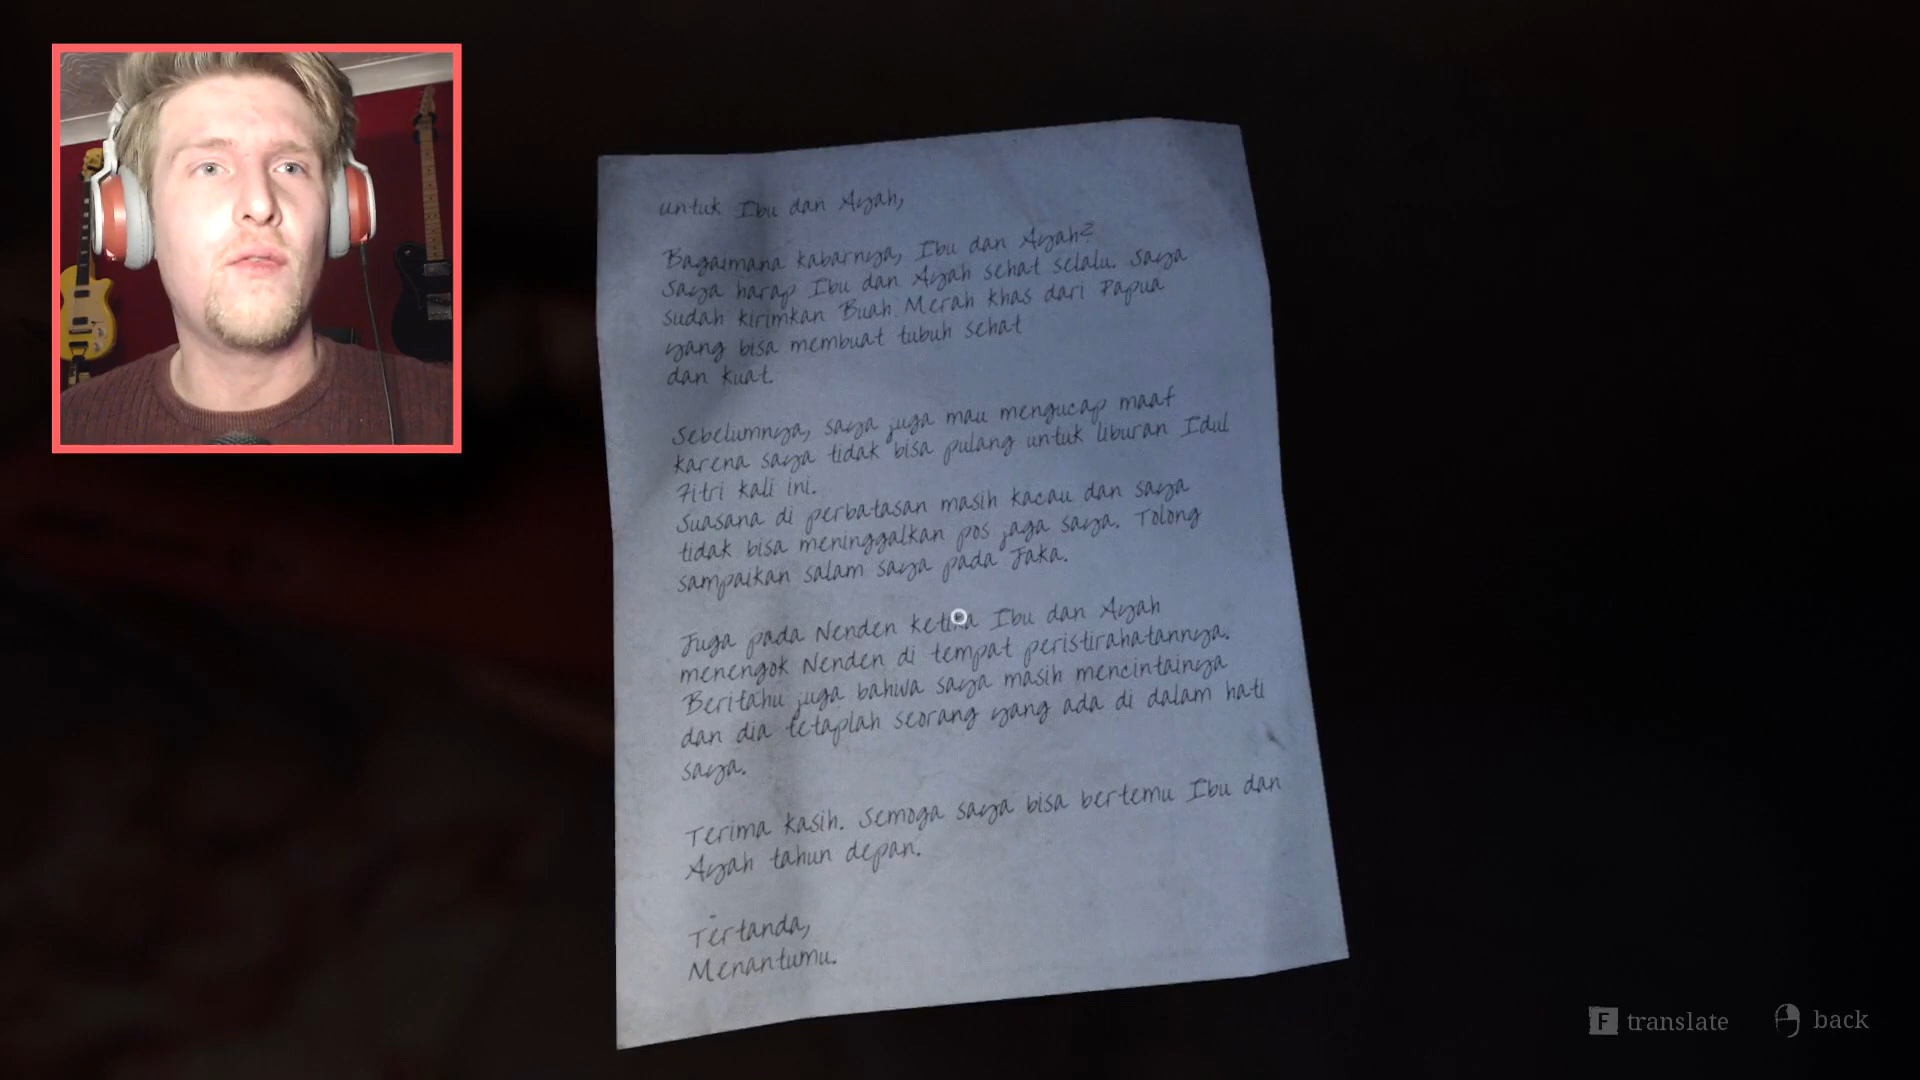 untuk Ibu dan Ayah,
Bagaimana kabarnya, Ibu dan Ayah?
Saya harap Ibu dan Ayah sehat selalu. Saya
sudah kirimkan Buah Merah khas dari Papua
yang bisa membuat tubuh sehat
dan kuat.
Sebelumnya, saya juga mau mengucap maaf
karena saya tidak bisa pulang untuk liburan Idul
Fitri kali ini.
Suasana di perbatasan masih kacau dan saya
tidak bisa meninggalkan pos jaga saya. Tolong
sampaikan salam saya pada Jaka.
Juga pada Nenden ketika Ibu dan Ayah
menengok Nenden di tempat peristirahatannya.
Beritahu juga bahwa saya masih mencintainya
dan dia tetaplah seorang yang ada di dalam hati
saya.
Terima kasih. Semoga saya bisa bertemu Ibu dan
Ayah tahun depan.
Tertanda,
Menantumu.
F translate back